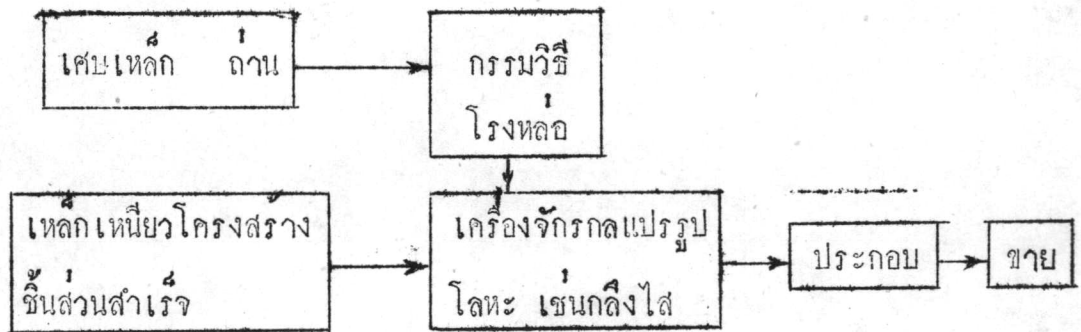 เศษเหล็ก ถ่าน
กรรมวิธี
โรงหล่อ
เหล็กเหนียวโครงสร้าง
ชิ้นส่วนสำเร็จ
เครื่องจักรกลแปรรูป
โลหะ เช่นกลึงไส
ประกอบ
ขาย